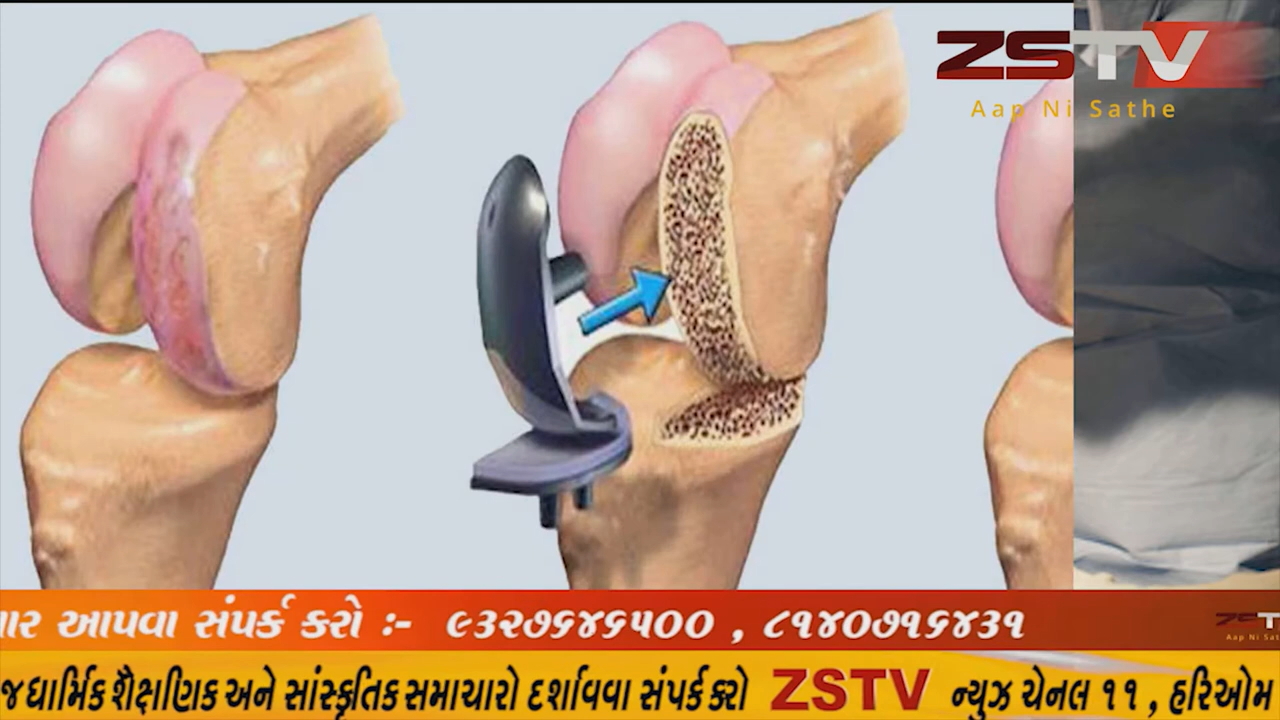 ZSTV
Aap Ni Sathe
આપવા સંપર્ક કરો :- ૯૩૨૭૬૪૬૫૦૦ , ૮૧૪૦૭૧૬૪૩૧
ધાર્મિક શૈક્ષણિક અને સાંસ્કૃતિક સમાચારો દર્શાવવા સંપર્ક કરો ZSTV ન્યુઝ ચેનલ ૧૧ , હરિઓમ